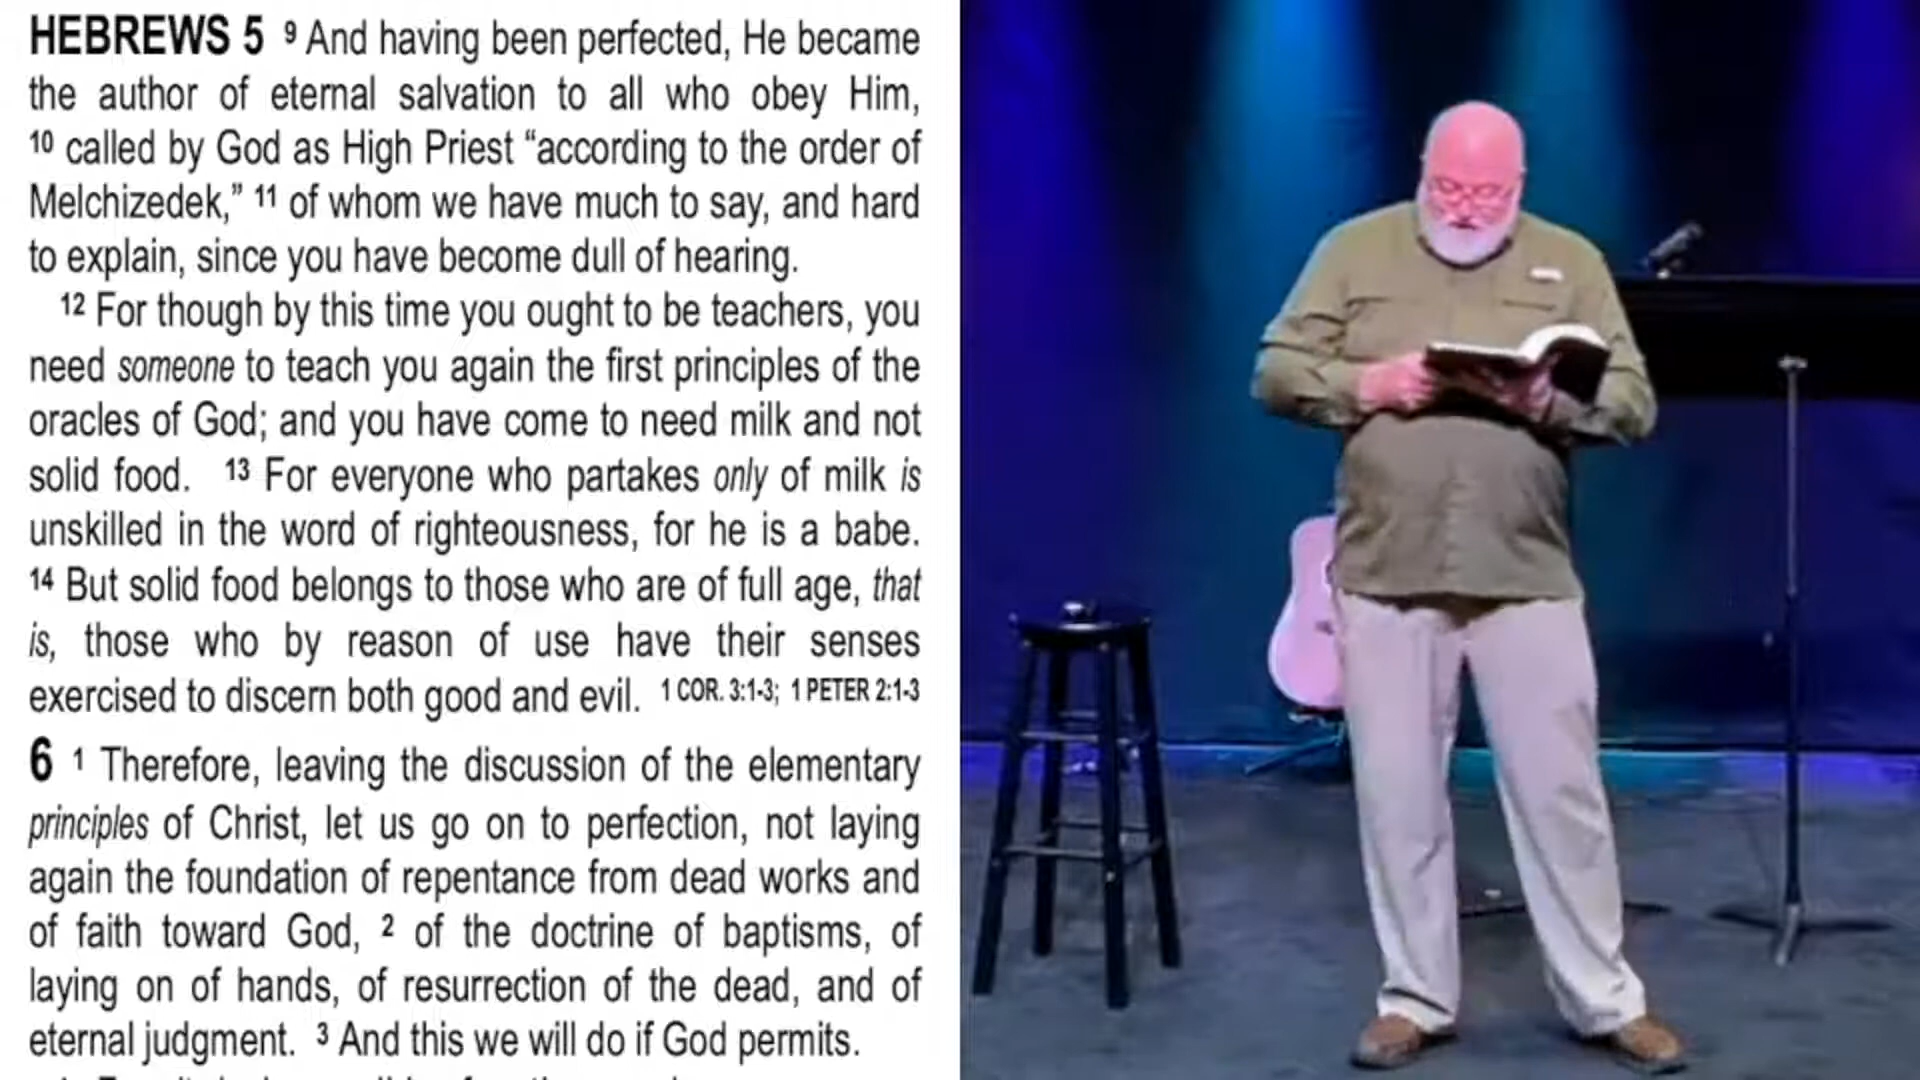 HEBREWS 5 9 And having been perfected, He became
the author of eternal salvation to all who obey Him,
10 called by God as High Priest “according to the order of
Melchizedek,” 11 of whom we have much to say, and hard
to explain, since you have become dull of hearing.
12 For though by this time you ought to be teachers, you
need someone to teach you again the first principles of the
oracles of God; and you have come to need milk and not
solid food. 13 For everyone who partakes only of milk is
unskilled in the word of righteousness, for he is a babe.
14 But solid food belongs to those who are of full age, that
is, those who by reason of use have their senses
exercised to discern both good and evil. 1 COR. 3:1-3; 1 PETER 2:1-3
6 1 Therefore, leaving the discussion of the elementary
principles of Christ, let us go on to perfection, not laying
again the foundation of repentance from dead works and
of faith toward God, 2 of the doctrine of baptisms, of
laying on of hands, of resurrection of the dead, and of
eternal judgment. 3 And this we will do if God permits.